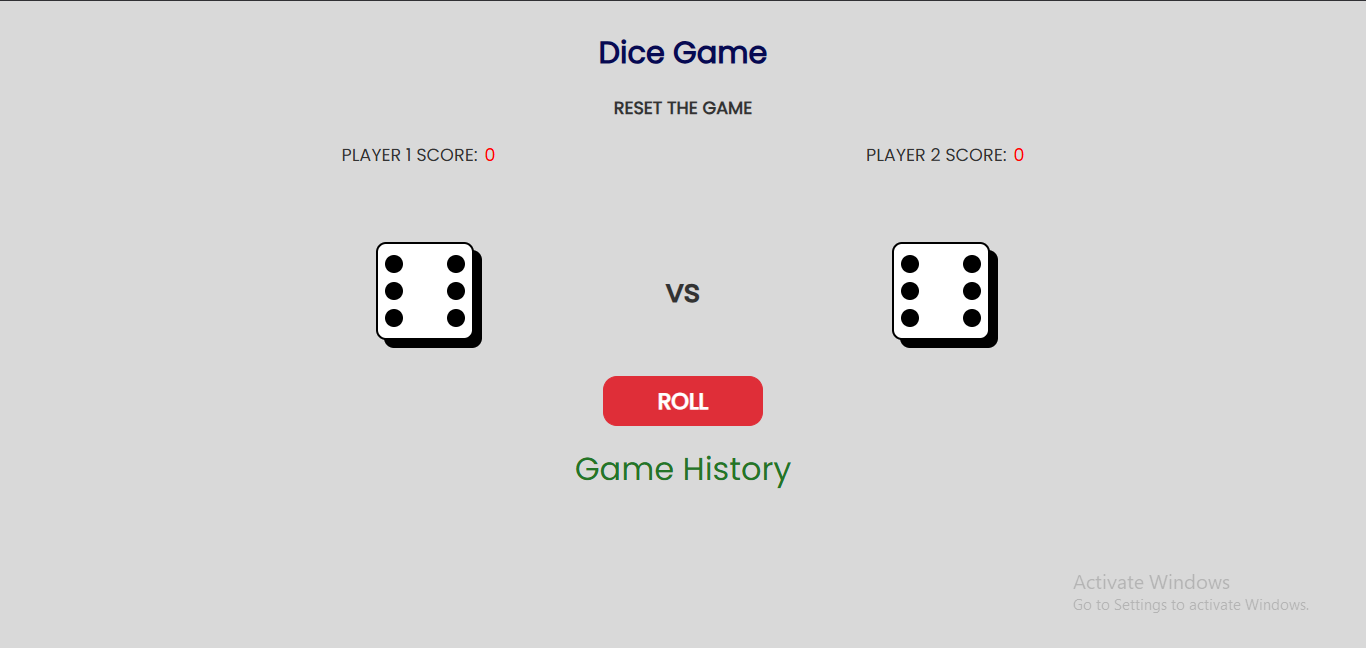 Dice Game
RESET THE GAME
PLAYER 1 SCORE: 0
PLAYER 2 SCORE: 0
VS
ROLL
Game History
Activate Windows
Go to Settings to activate Windows.